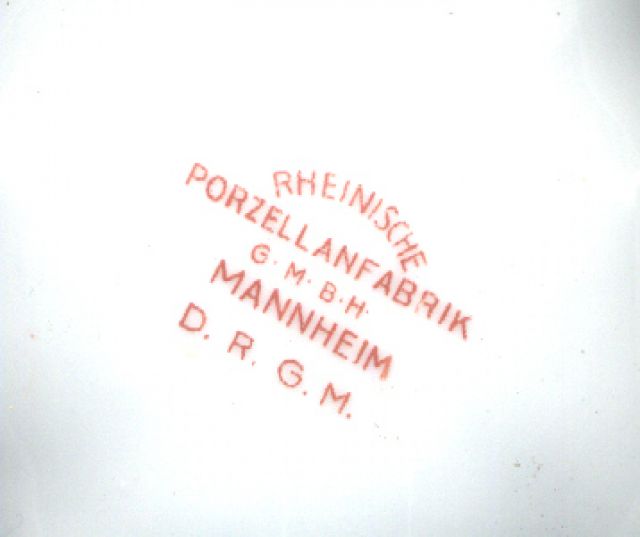 RHEINISCHE
PORZELLANFABRIK
G. M. B. H.
MANNHEIM
D. R. G. M.